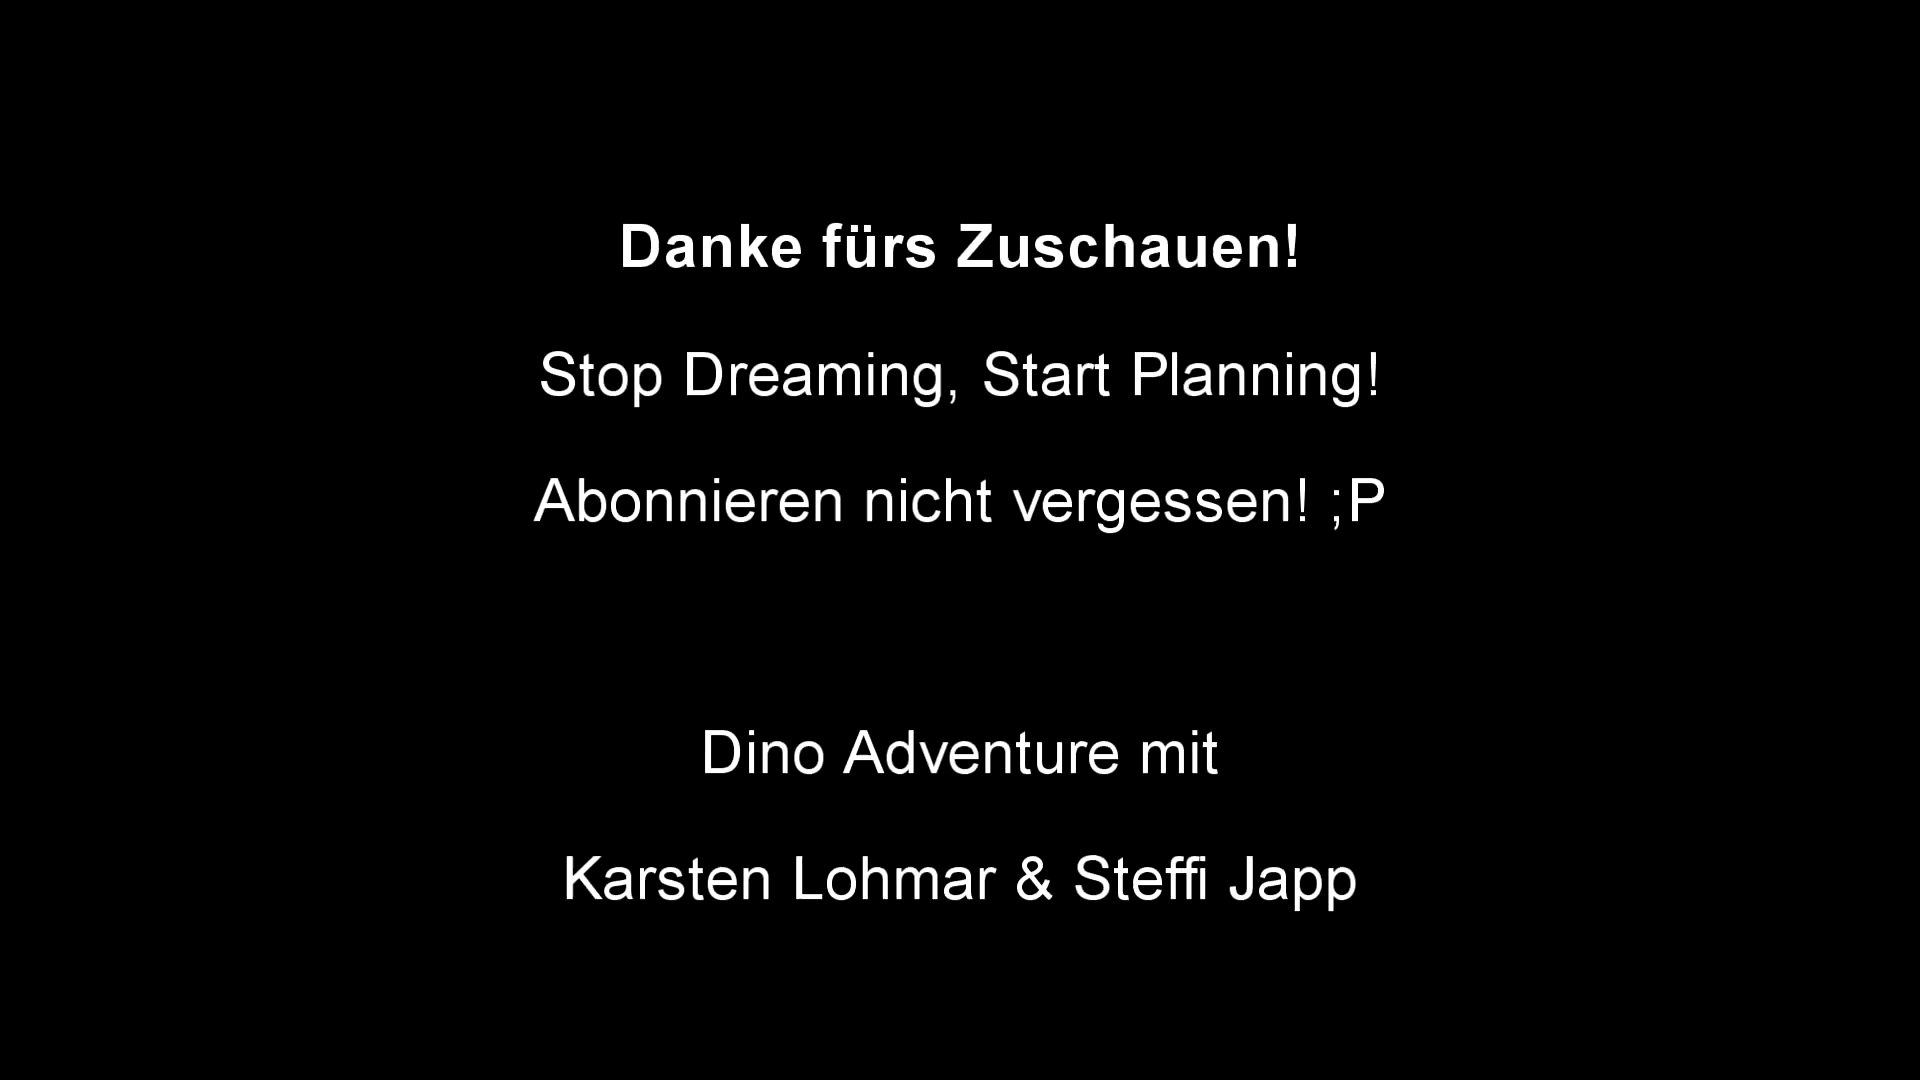 Danke fürs Zuschauen!
Stop Dreaming, Start Planning!
Abonnieren nicht vergessen! ;P
Dino Adventure mit
Karsten Lohmar & Steffi Japp